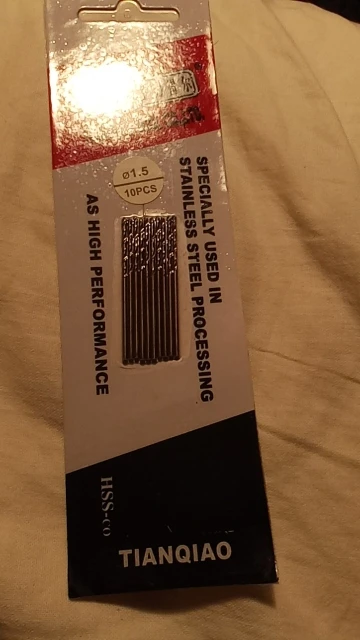 ø1.5
10PCS
SPECIALLY USED IN
STAINLESS STEEL PROCESSING
AS HIGH PERFORMANCE
HSS-CO
TIANQIAO